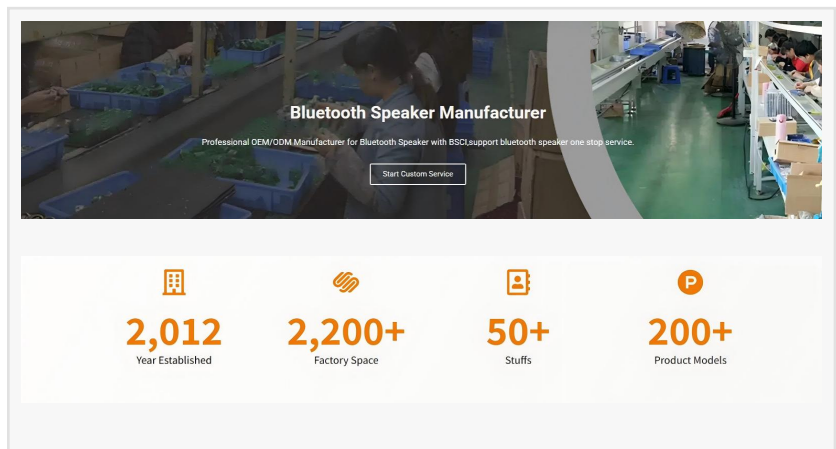 Bluetooth Speaker Manufacturer
Professional OEM/ODM Manufacturer for Bluetooth Speaker with BSCI,support bluetooth speaker one stop service.
Start Custom Service
P
2,012 2,200+ 50+ 200+
Year Established Factory Space Stuffs Product Models